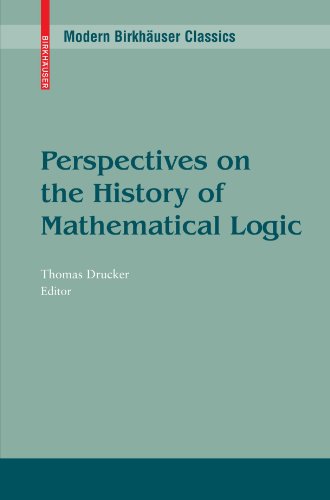 BIRKHÄUSER
Modern Birkhäuser Classics
Perspectives on
the History of
Mathematical Logic
Thomas Drucker
Editor